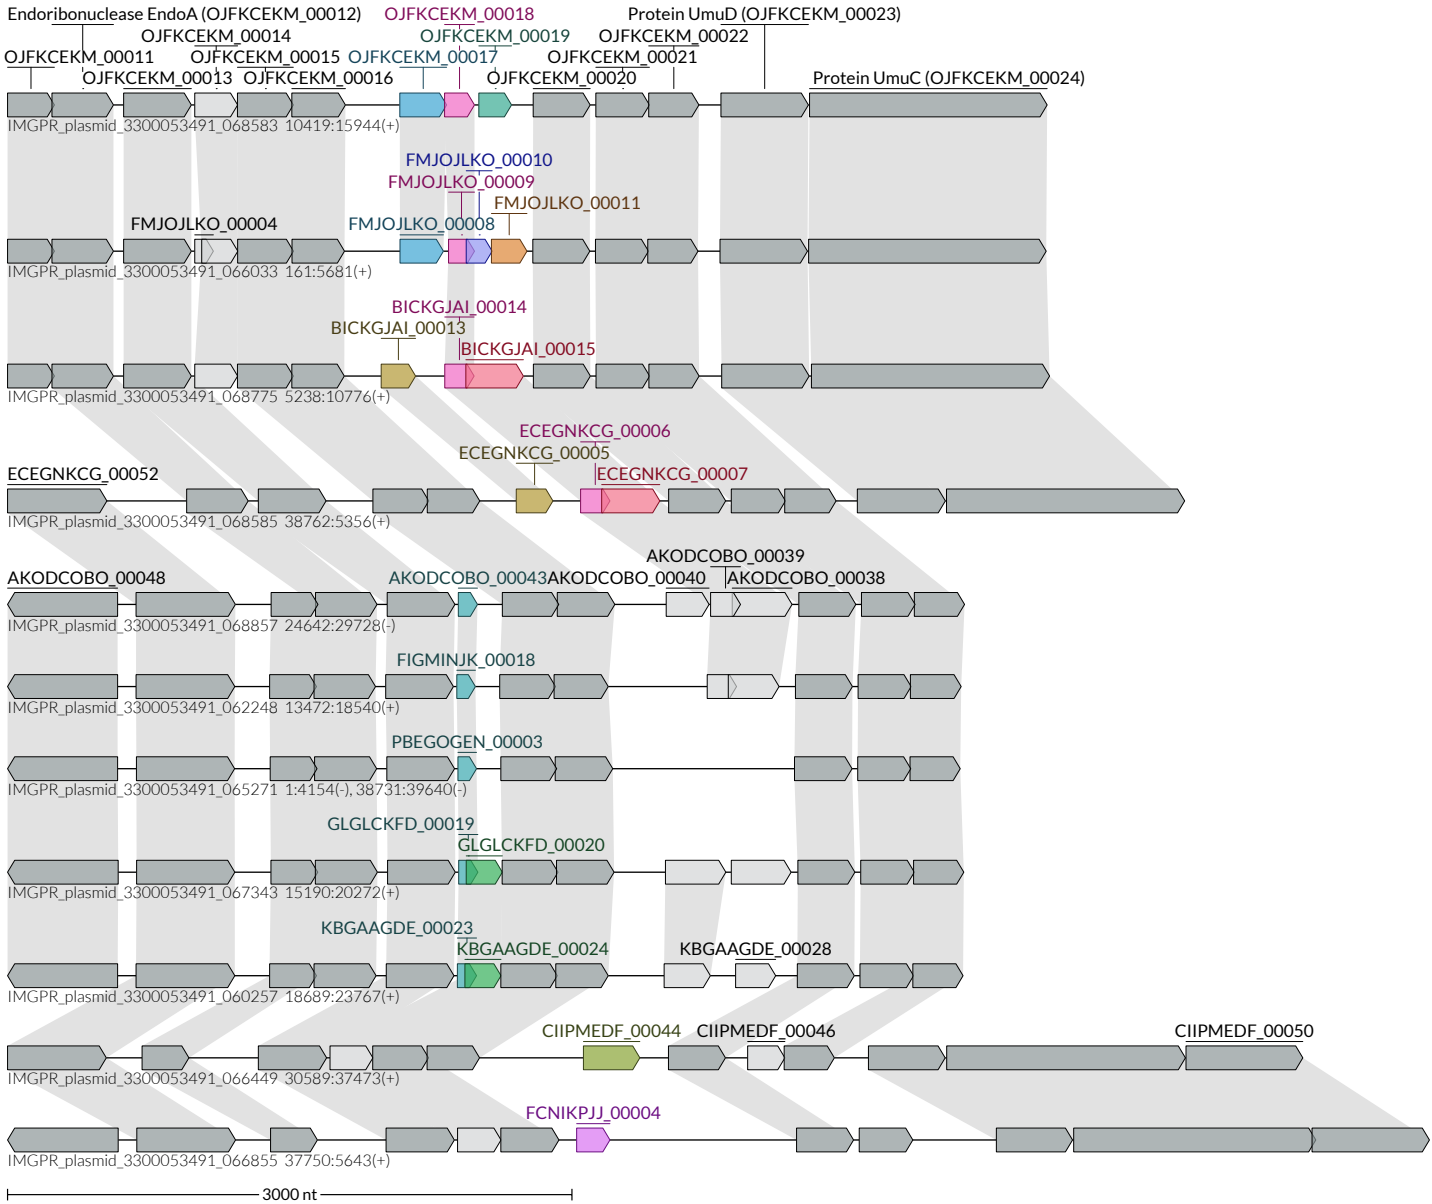 Endoribonuclease EndoA (OJFKCEKM_00012)
OJFKCEKM_00018
Protein UmuD (OJFKCEKM_00023)
OJFKCEKM_00014
OJFKCEKM_00019
OJFKCEKM_00022
OJFKCEKM_00011
OJFKCEKM_00015
OJFKCEKM_00017
OJFKCEKM_00021
OJFKCEKM_00013
OJFKCEKM_00016
OJFKCEKM_00020
Protein UmuC (OJFKCEKM_00024)
IMGPR_plasmid_3300053491_068583 10419:15944(+)
FMJOJLKO_00010
FMJOJLKO_00009
FMJOJLKO_00011
FMJOJLKO_00004
FMJOJLKO_00008
IMGPR_plasmid_3300053491_066033 161:5681(+)
BICKGJAI_00014
BICKGJAI_00013
BICKGJAI_00015
IMGPR_plasmid_3300053491_068775 5238:10776(+)
ECEGNKCG_00006
ECEGNKCG_00005
ECEGNKCG_00052
ECEGNKCG_00007
IMGPR_plasmid_3300053491_068585 38762:5356(+)
AKODCOBO_00039
AKODCOBO_00048
AKODCOBO_00043
AKODCOBO_00040
AKODCOBO_00038
IMGPR_plasmid_3300053491_068857 24642:29728(-)
FIGMINJK_00018
IMGPR_plasmid_3300053491_062248 13472:18540(+)
PBEGOGEN_00003
IMGPR_plasmid_3300053491_065271 1:4154(-), 38731:39640(-)
GLGLCKFD_00019
GLGLCKFD_00020
IMGPR_plasmid_3300053491_067343 15190:20272(+)
KBGAAGDE_00023
KBGAAGDE_00024
KBGAAGDE_00028
IMGPR_plasmid_3300053491_060257 18689:23767(+)
CIIPMEDF_00044
CIIPMEDF_00046
CIIPMEDF_00050
IMGPR_plasmid_3300053491_066449 30589:37473(+)
FCNIKPJJ_00004
IMGPR_plasmid_3300053491_066855 37750:5643(+)
3000 nt